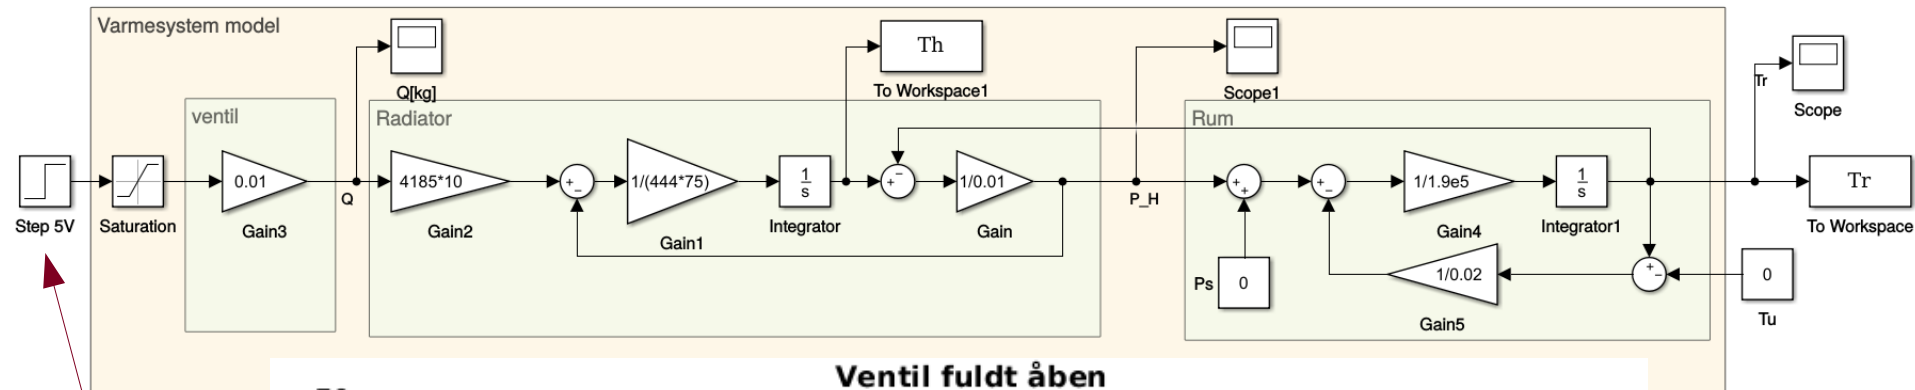 Varmesystem model
Q[kg]
Th
To Workspace1
Scope1
Tr
Scope
ventil
Radiator
Rum
Step 5V
Saturation
0.01
Gain3
Q
4185*10
Gain2
+
-
1/(444*75)
Gain1
1
s
Integrator
-
+
1/0.01
Gain
P_H
+
+
+
-
1/1.9e5
Gain4
1
s
Integrator1
Tr
To Workspace
Ps
0
1/0.02
Gain5
+
-
0
Tu
Ventil fuldt åben